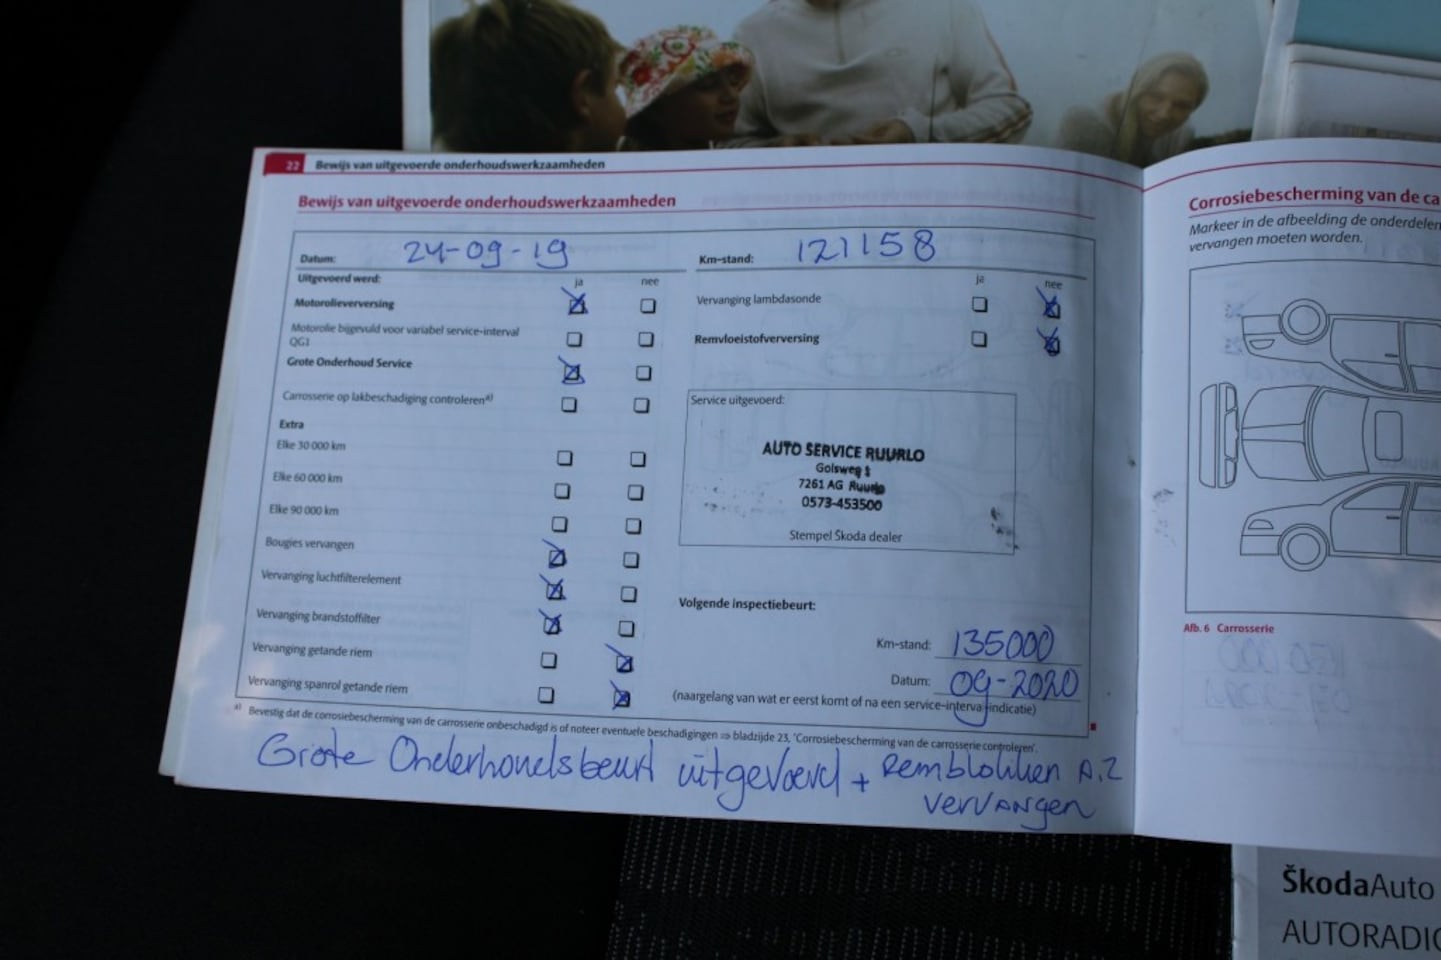 22 Bewijs van uitgevoerde onderhoudswerkzaamheden
Bewijs van uitgevoerde onderhoudswerkzaamheden
Datum: 24-09-19
Km-stand: 121158
Uitgevoerd werd:
ja nee
ja nee
Motorolieverversing
Motorolie bijgevuld voor variabel service-interval
QG1
Grote Onderhoud Service
Carrosserie op lakbeschadiging controleren a)
Extra
Elke 30 000 km
Elke 60 000 km
Elke 90 000 km
Bougies vervangen
Vervanging luchtfilterelement
Vervanging brandstoffilter
Vervanging getande riem
Vervanging spanrol getande riem
Vervanging lambdasonde
Remvloeistofverversing
Service uitgevoerd:
AUTO SERVICE RUURLO
Golsweg 1
7261 AG Ruurlo
0573-453500
Stempel Škoda dealer
Volgende inspectiebeurt:
Km-stand: 135000
Datum: 09-2020
(naargelang van wat er eerst komt of na een service-interval-indicatie)
a) Bevestig dat de corrosiebescherming van de carrosserie onbeschadigd is of noteer eventuele beschadigingen ⇒ bladzijde 23, 'Corrosiebescherming van de carrosserie controleren'.
Grote Onderhoudsbeurt uitgevoerd + Remblokken A.Z
vervangen
Corrosiebescherming van de ca
Markeer in de afbeelding de onderdelen
vervangen moeten worden.
Afb. 6 Carrosserie
ŠkodaAuto
AUTORADIO